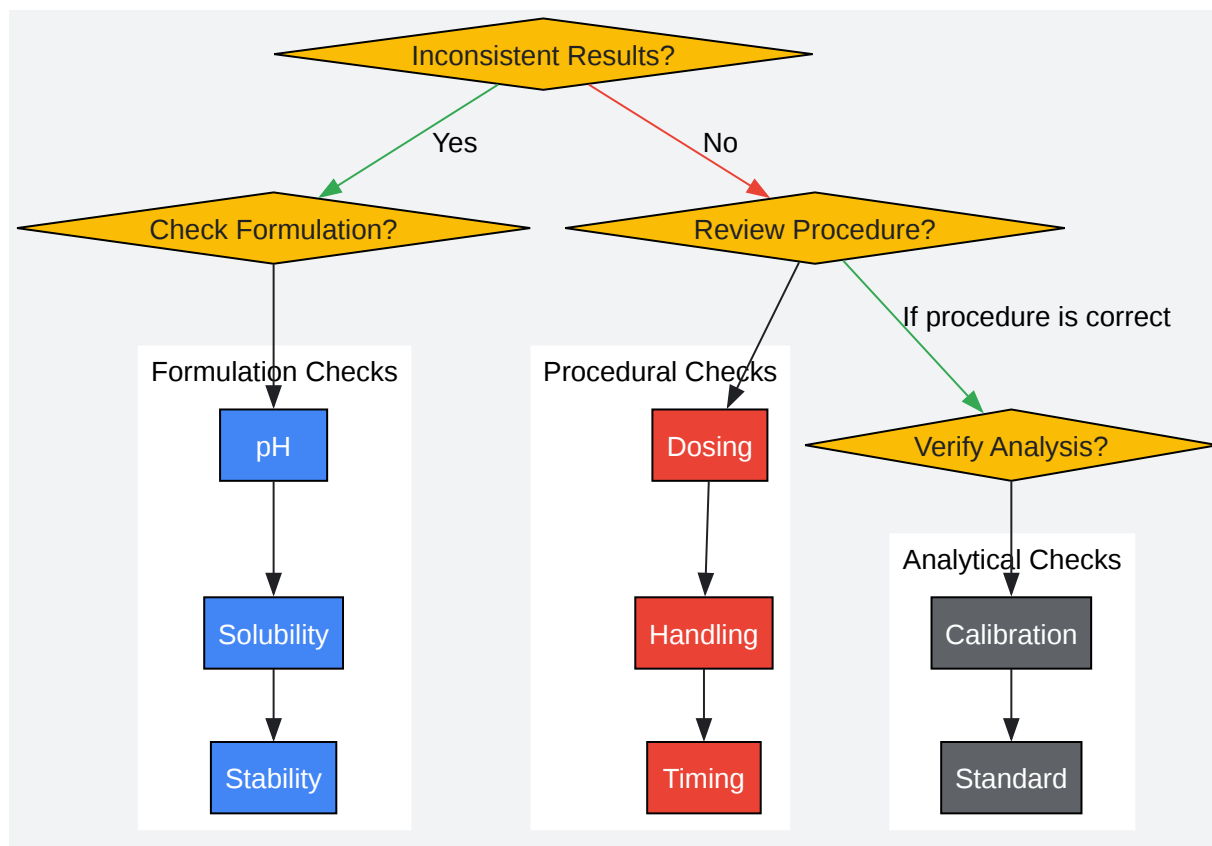 Inconsistent Results?
Yes
No
Check Formulation?
Review Procedure?
If procedure is correct
Formulation Checks
Procedural Checks
pH
Dosing
Verify Analysis?
Analytical Checks
Solubility
Handling
Calibration
Stability
Timing
Standard